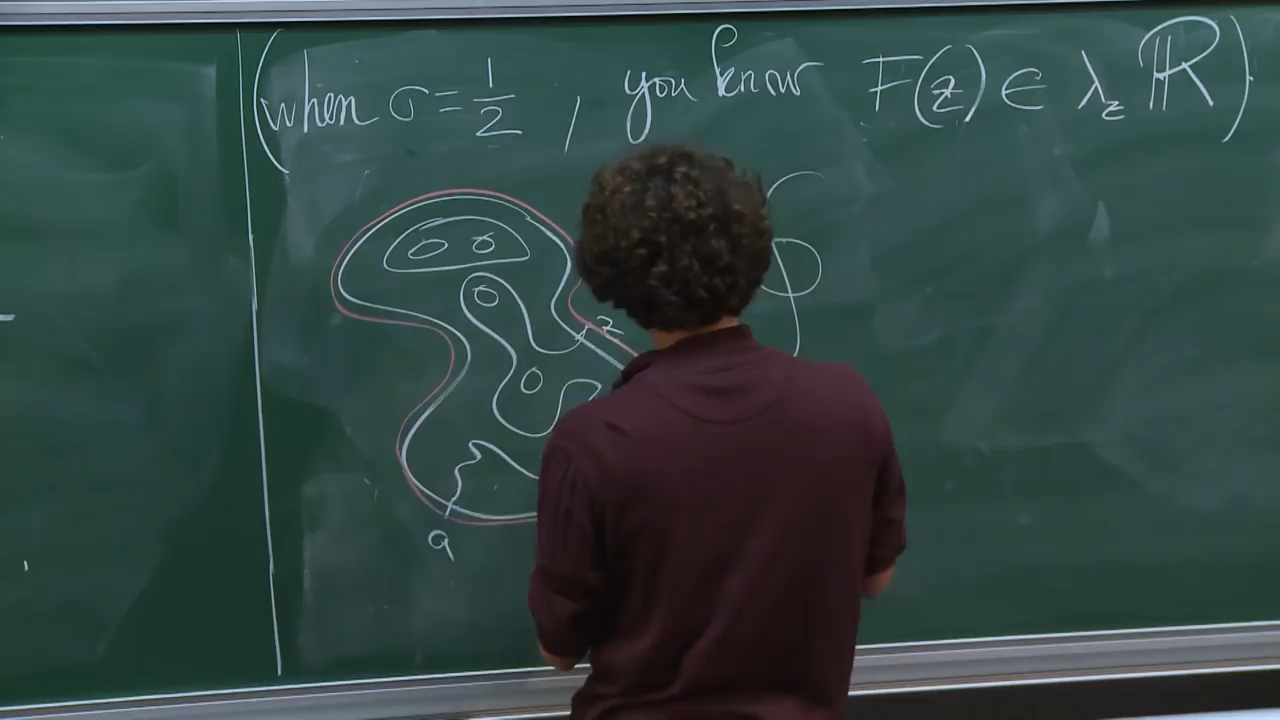 (when σ = 1/2 , you know F(z) ∈ λ_z ℝ)
z
a